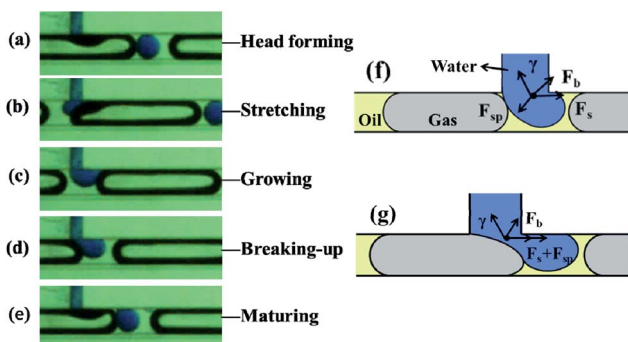 (a) Head forming
(b) Stretching
(c) Growing
(d) Breaking-up
(e) Maturing
(f)
Water γ F_b
F_sp F_s
Oil Gas
(g)
γ F_b
F_s+F_sp